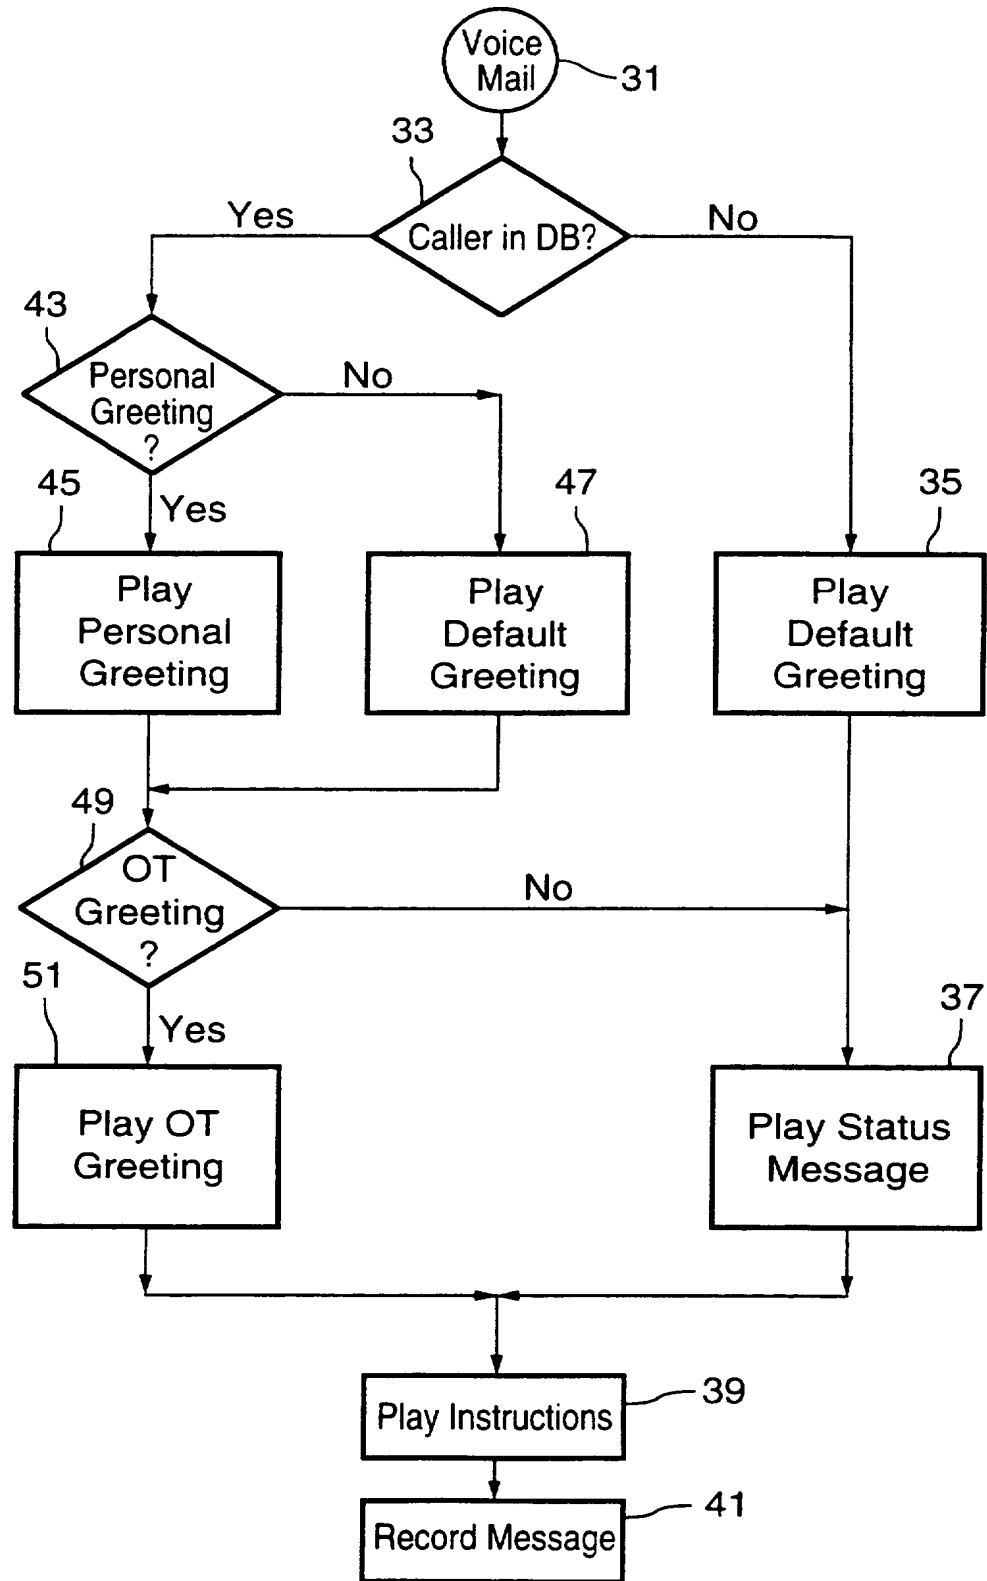 Voice
Mail
31
33
Yes
Caller in DB?
No
43
Personal
Greeting
?
No
45
Yes
47
35
Play
Personal
Greeting
Play
Default
Greeting
Play
Default
Greeting
49
OT
Greeting
?
No
51
Yes
37
Play OT
Greeting
Play Status
Message
Play Instructions
39
Record Message
41